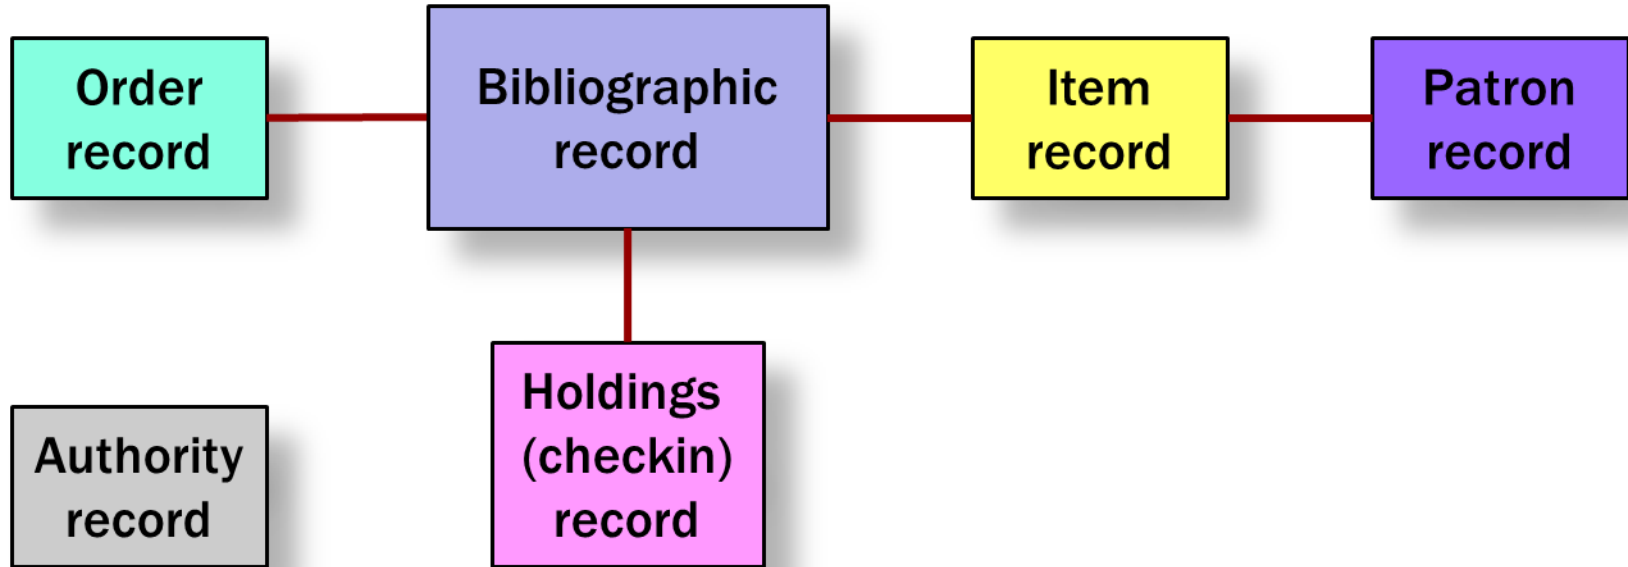 Order
record
Bibliographic
record
Item
record
Patron
record
Holdings
(checkin)
record
Authority
record